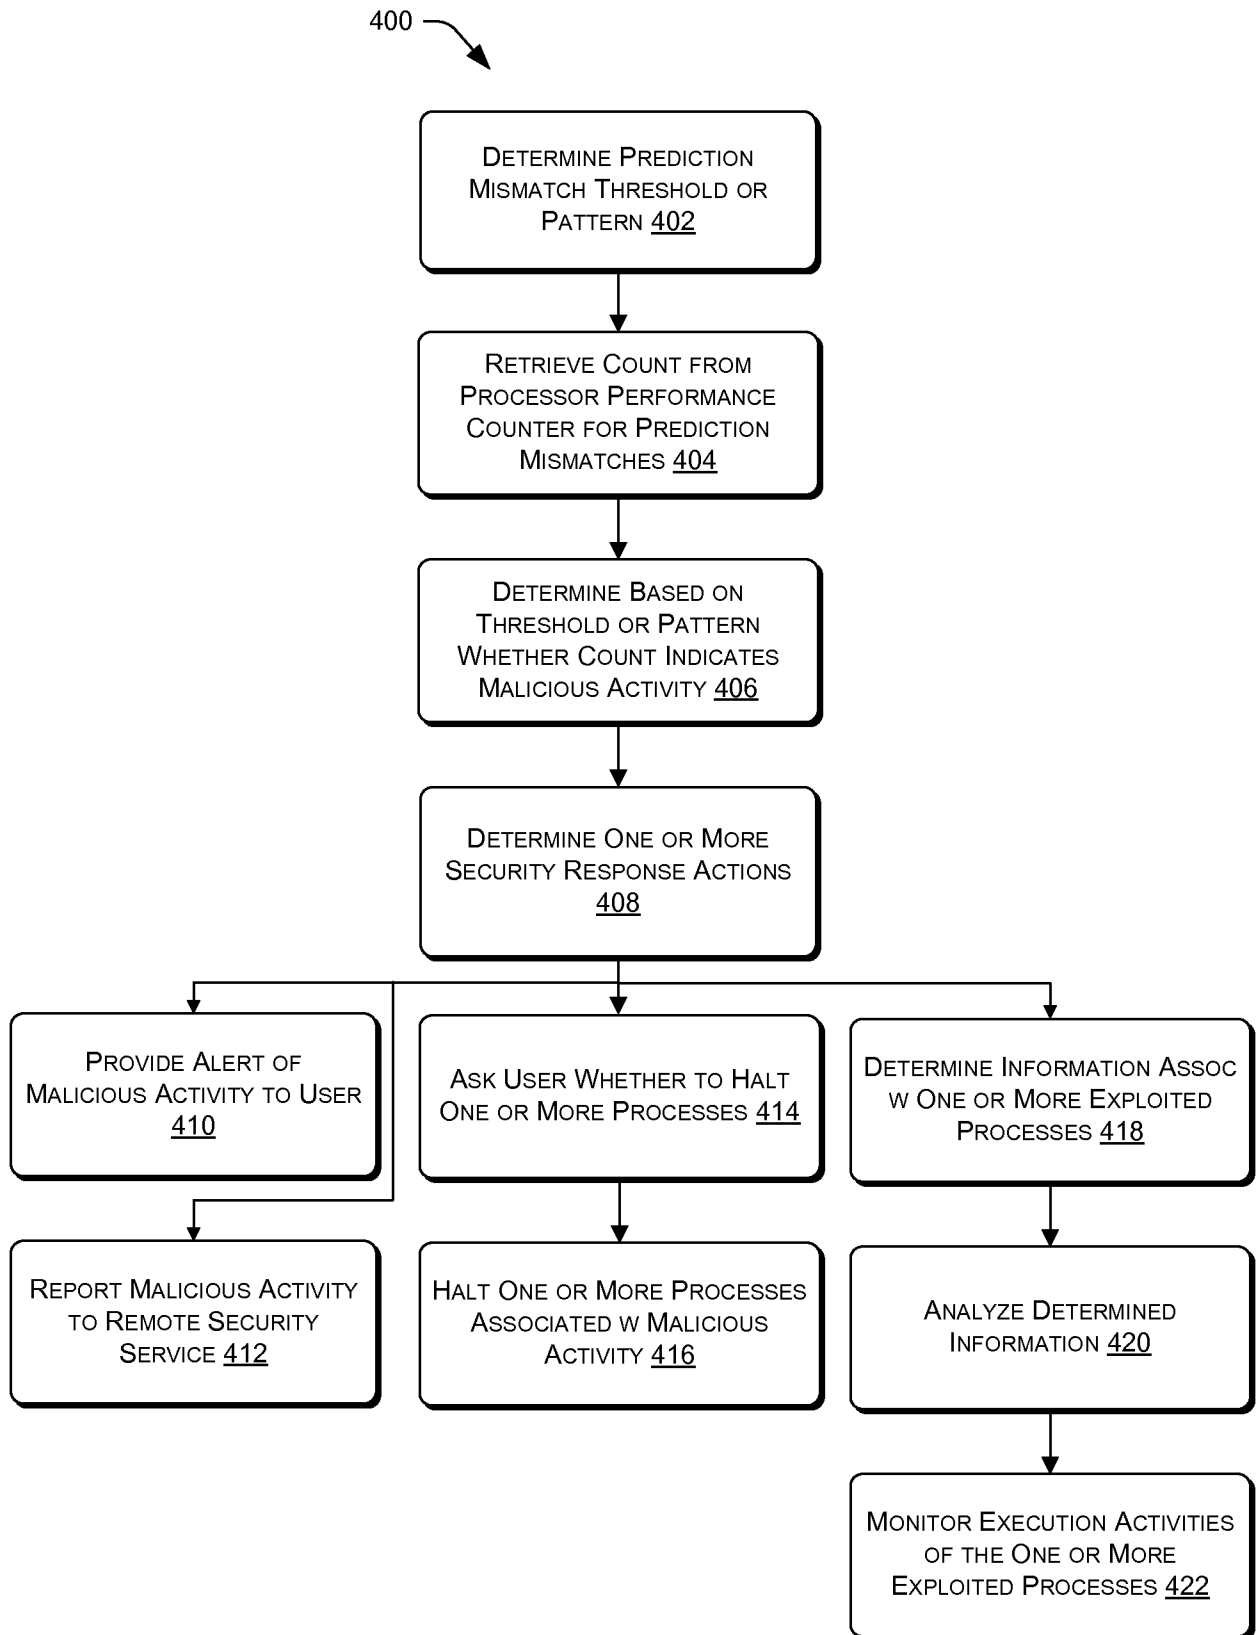 400
DETERMINE PREDICTION
MISMATCH THRESHOLD OR
PATTERN 402
RETRIEVE COUNT FROM
PROCESSOR PERFORMANCE
COUNTER FOR PREDICTION
MISMATCHES 404
DETERMINE BASED ON
THRESHOLD OR PATTERN
WHETHER COUNT INDICATES
MALICIOUS ACTIVITY 406
DETERMINE ONE OR MORE
SECURITY RESPONSE ACTIONS
408
PROVIDE ALERT OF
MALICIOUS ACTIVITY TO USER
410
REPORT MALICIOUS ACTIVITY
TO REMOTE SECURITY
SERVICE 412
ASK USER WHETHER TO HALT
ONE OR MORE PROCESSES 414
HALT ONE OR MORE PROCESSES
ASSOCIATED W MALICIOUS
ACTIVITY 416
DETERMINE INFORMATION ASSOC
W ONE OR MORE EXPLOITED
PROCESSES 418
ANALYZE DETERMINED
INFORMATION 420
MONITOR EXECUTION ACTIVITIES
OF THE ONE OR MORE
EXPLOITED PROCESSES 422